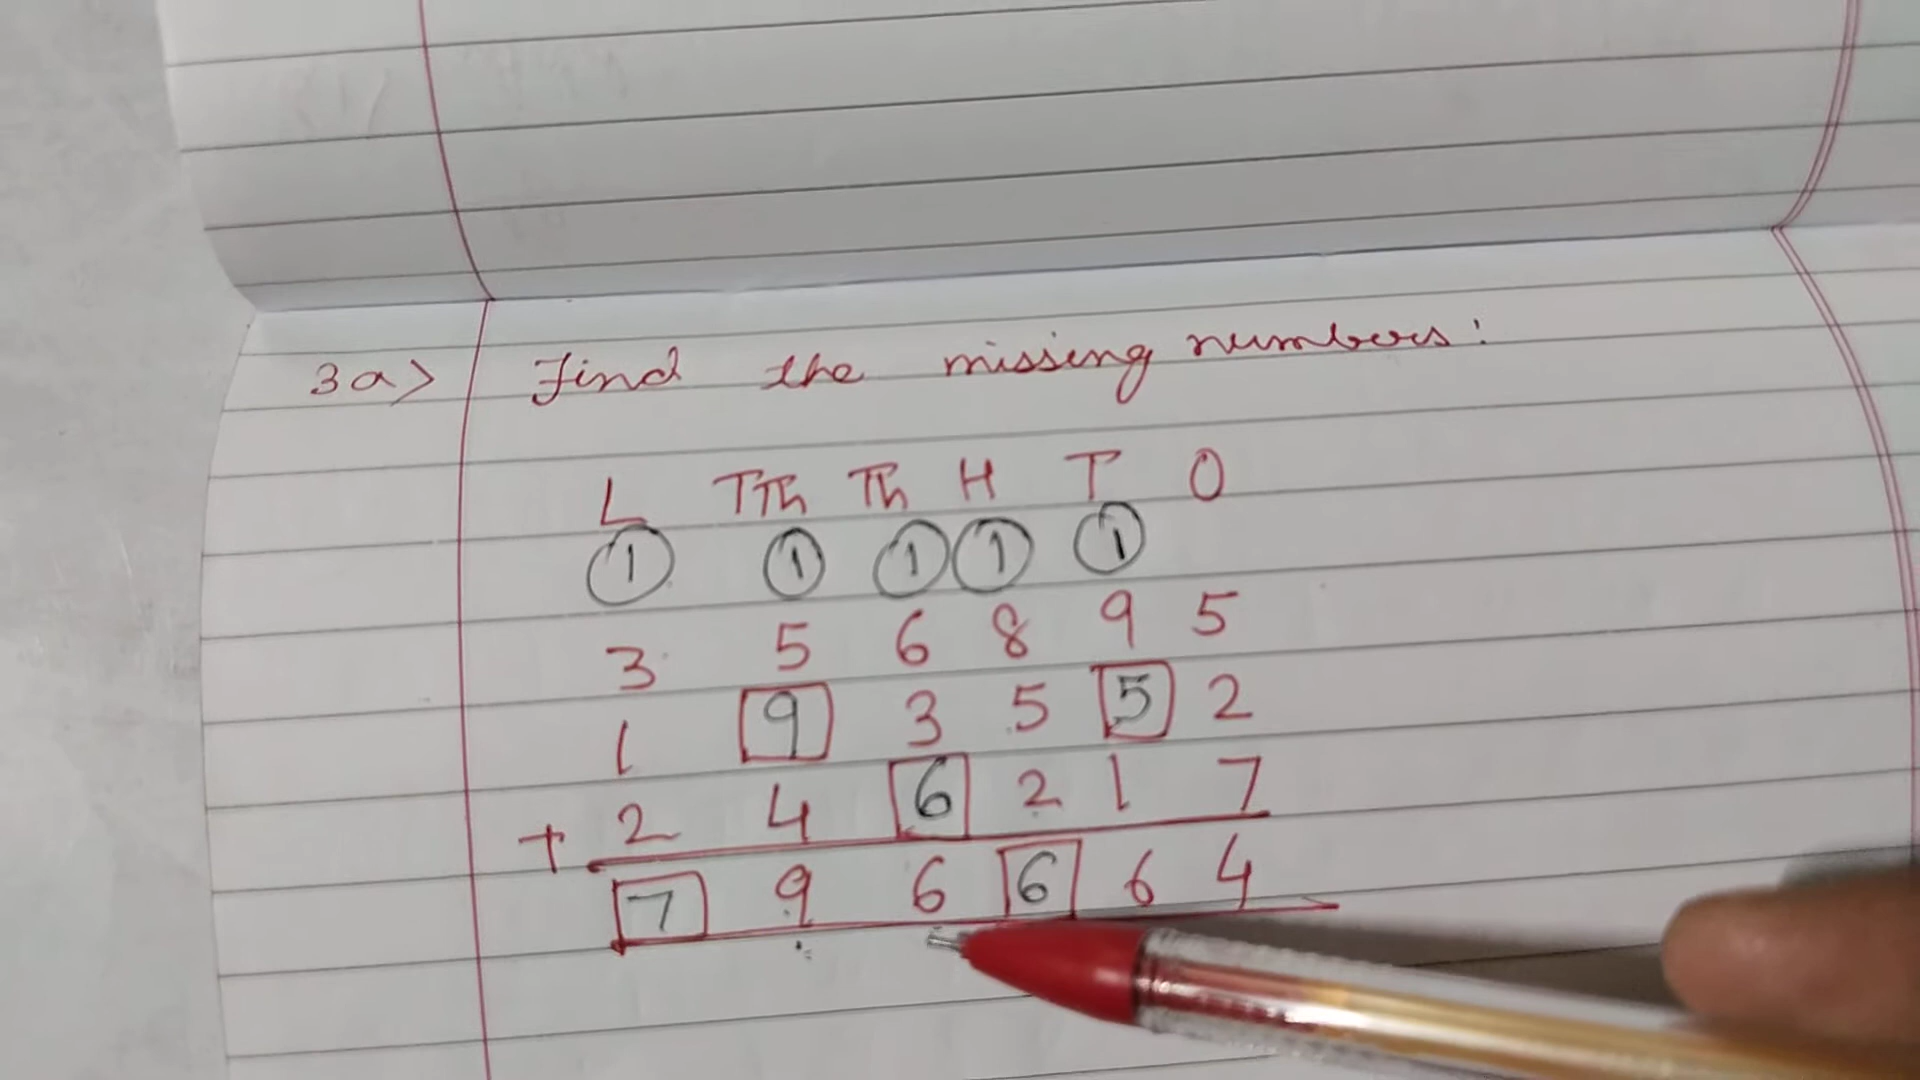 3a> Find the missing numbers:
L TTh Th H T O
1 1 1 1 1
3 5 6 8 9 5
1 9 3 5 5 2
+ 2 4 6 2 1 7
7 9 6 6 6 4